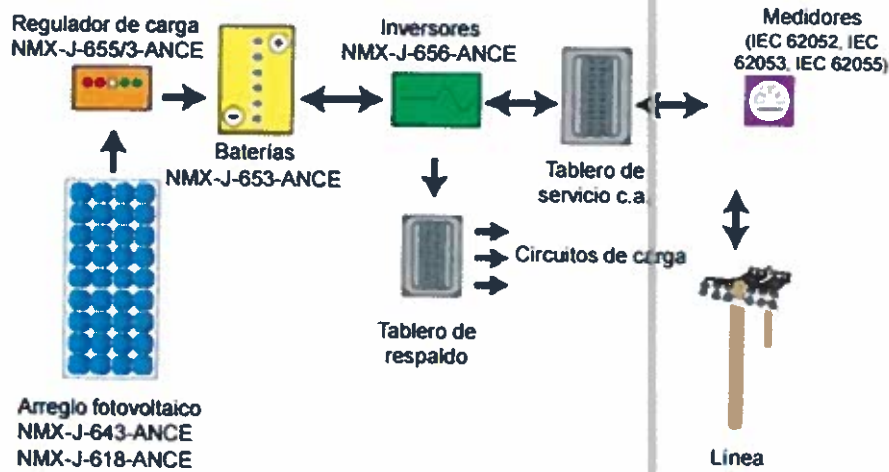 Regulador de carga
NMX-J-655/3-ANCE
Inversores
NMX-J-656-ANCE
Medidores
(IEC 62052, IEC
62053, IEC 62055)
Baterías
NMX-J-653-ANCE
Tablero de
servicio c.a.
Circuitos de carga
Tablero de
respaldo
Arreglo fotovoltaico
NMX-J-643-ANCE
NMX-J-618-ANCE
Línea